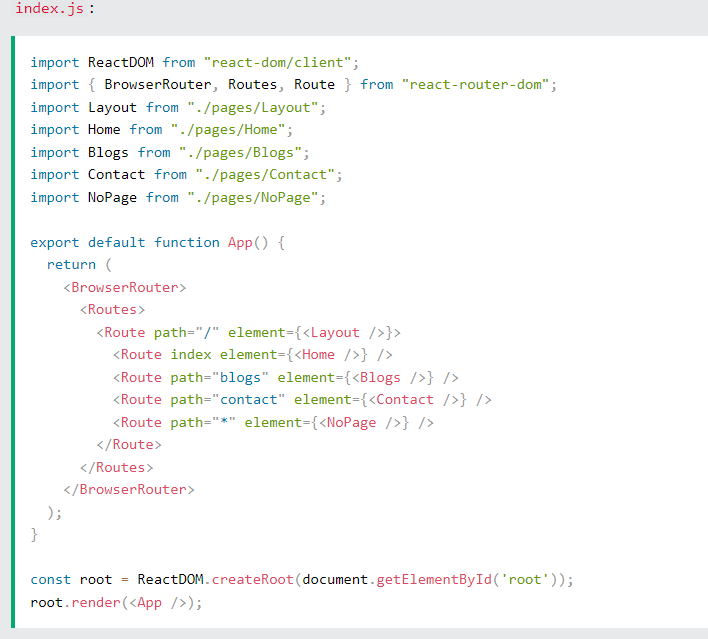 index.js:
import ReactDOM from "react-dom/client";
import { BrowserRouter, Routes, Route } from "react-router-dom";
import Layout from "./pages/Layout";
import Home from "./pages/Home";
import Blogs from "./pages/Blogs";
import Contact from "./pages/Contact";
import NoPage from "./pages/NoPage";

export default function App() {
  return (
    <BrowserRouter>
      <Routes>
        <Route path="/" element={<Layout />}>
          <Route index element={<Home />} />
          <Route path="blogs" element={<Blogs />} />
          <Route path="contact" element={<Contact />} />
          <Route path="*" element={<NoPage />} />
        </Route>
      </Routes>
    </BrowserRouter>
  );
}

const root = ReactDOM.createRoot(document.getElementById('root'));
root.render(<App />);